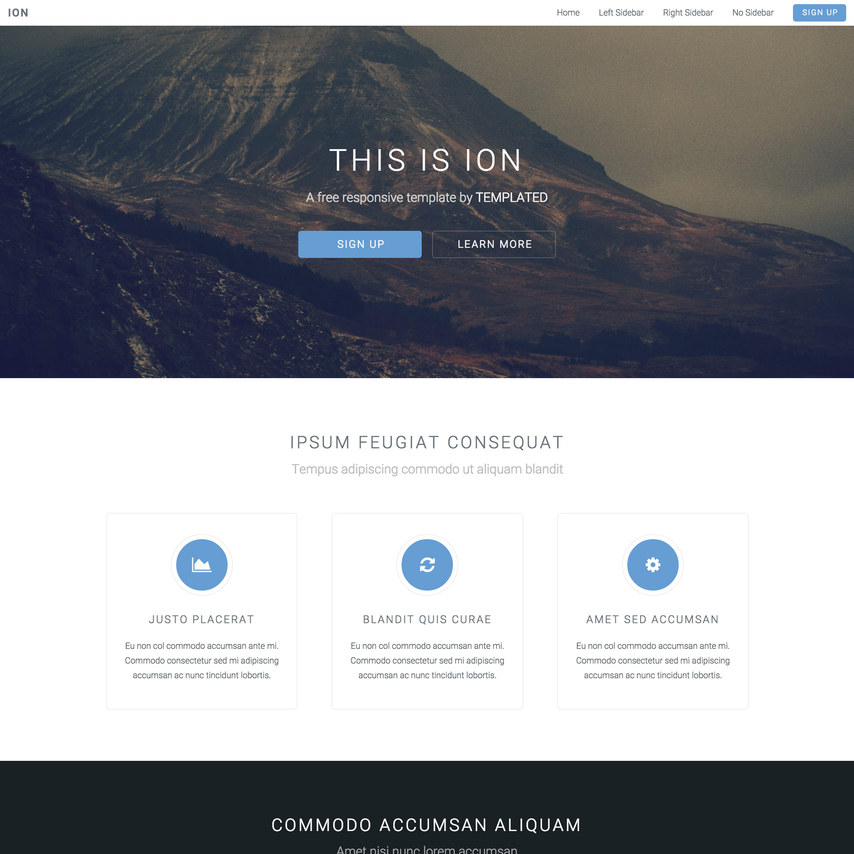 ION
Home Left Sidebar Right Sidebar No Sidebar SIGN UP
THIS IS ION
A free responsive template by TEMPLATED
SIGN UP LEARN MORE
IPSUM FEUGIAT CONSEQUAT
Tempus adipiscing commodo ut aliquam blandit
JUSTO PLACERAT
Eu non col commodo accumsan ante mi.
Commodo consectetur sed mi adipiscing
accumsan ac nunc tincidunt lobortis.
BLANDIT QUIS CURAE
Eu non col commodo accumsan ante mi.
Commodo consectetur sed mi adipiscing
accumsan ac nunc tincidunt lobortis.
AMET SED ACCUMSAN
Eu non col commodo accumsan ante mi.
Commodo consectetur sed mi adipiscing
accumsan ac nunc tincidunt lobortis.
COMMODO ACCUMSAN ALIQUAM
Amet nisi nunc lorem accumsan